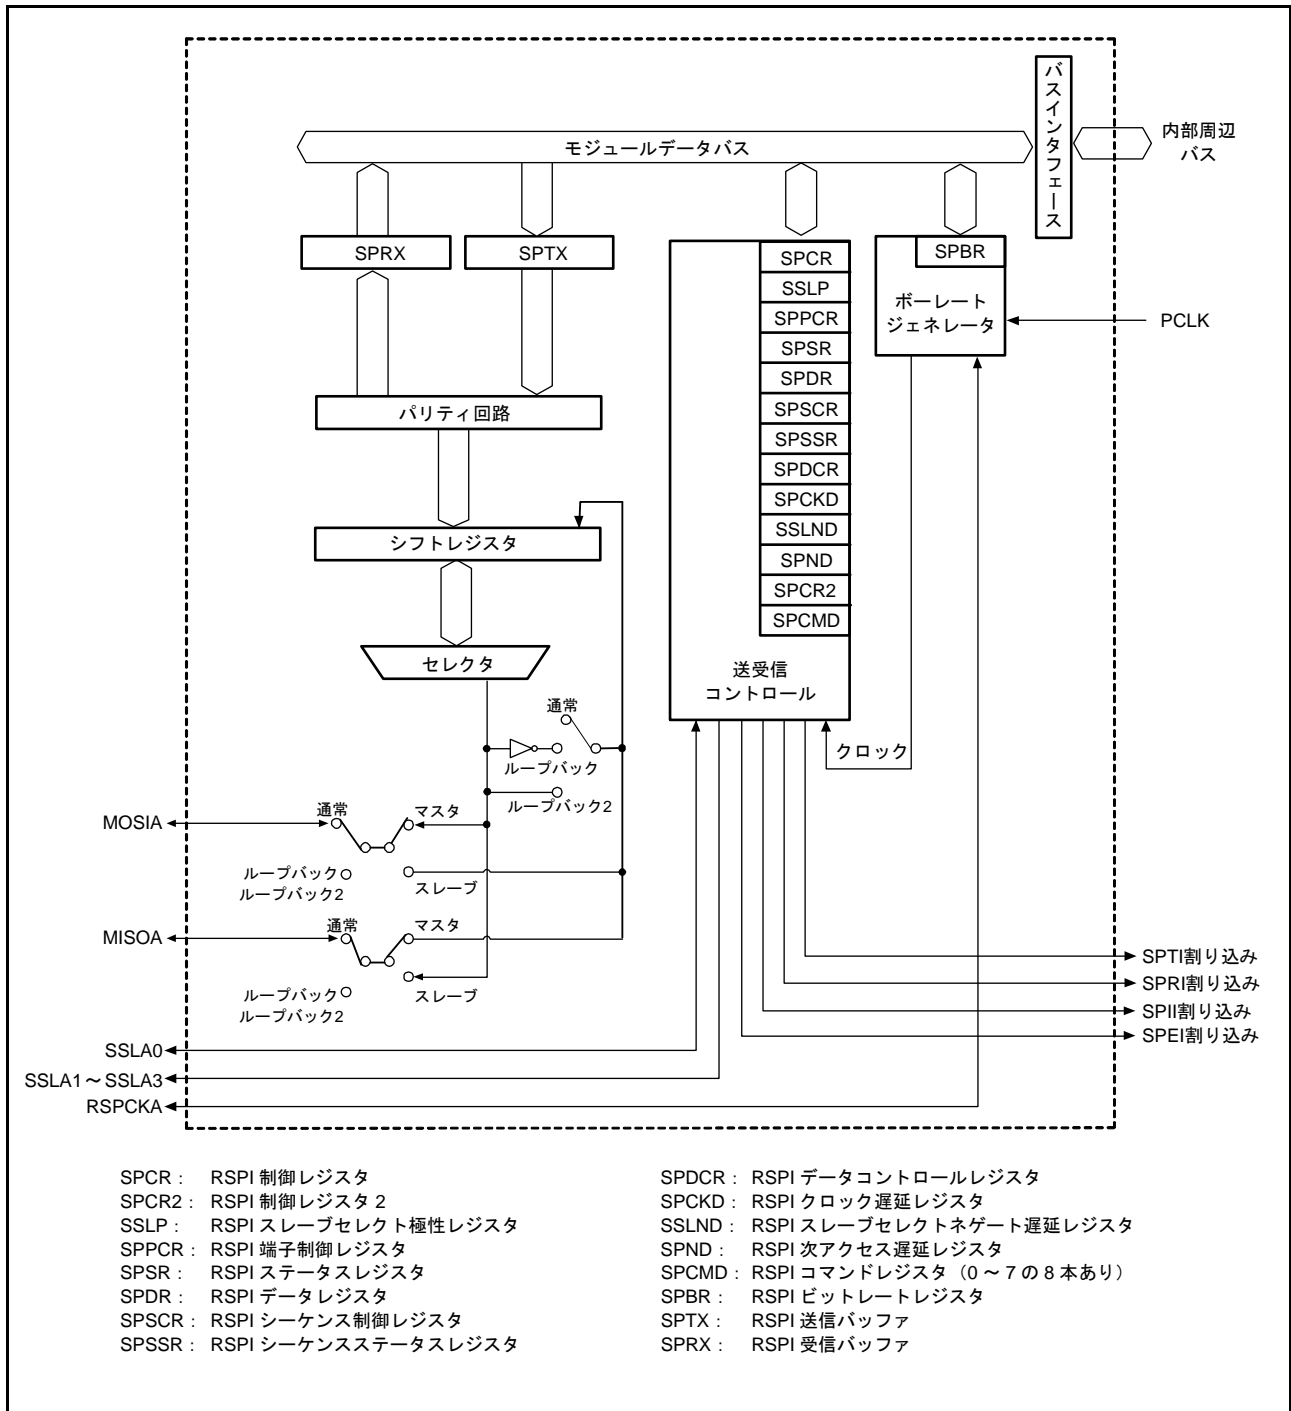 バスインタフェース
内部周辺
バス
モジュールデータバス
SPRX
SPTX
SPCR
SSLP
SPPCR
SPSR
SPDR
SPSCR
SPSSR
SPDCR
SPCKD
SSLND
SPND
SPCR2
SPCMD
送受信
コントロール
SPBR
ボーレート
ジェネレータ
PCLK
パリティ回路
シフトレジスタ
セレクタ
通常
ループバック
ループバック2
クロック
MOSIA
通常
マスタ
ループバック
ループバック2
スレーブ
MISOA
通常
マスタ
ループバック
ループバック2
スレーブ
SPTI割り込み
SPRI割り込み
SPII割り込み
SPEI割り込み
SSLA0
SSLA1～SSLA3
RSPCKA
SPCR： RSPI 制御レジスタ
SPCR2： RSPI 制御レジスタ 2
SSLP： RSPI スレーブセレクト極性レジスタ
SPPCR： RSPI 端子制御レジスタ
SPSR： RSPI ステータスレジスタ
SPDR： RSPI データレジスタ
SPSCR： RSPI シーケンス制御レジスタ
SPSSR： RSPI シーケンスステータスレジスタ
SPDCR： RSPI データコントロールレジスタ
SPCKD： RSPI クロック遅延レジスタ
SSLND： RSPI スレーブセレクトネゲート遅延レジスタ
SPND： RSPI 次アクセス遅延レジスタ
SPCMD： RSPI コマンドレジスタ（0 ～ 7 の 8 本あり）
SPBR： RSPI ビットレートレジスタ
SPTX： RSPI 送信バッファ
SPRX： RSPI 受信バッファ